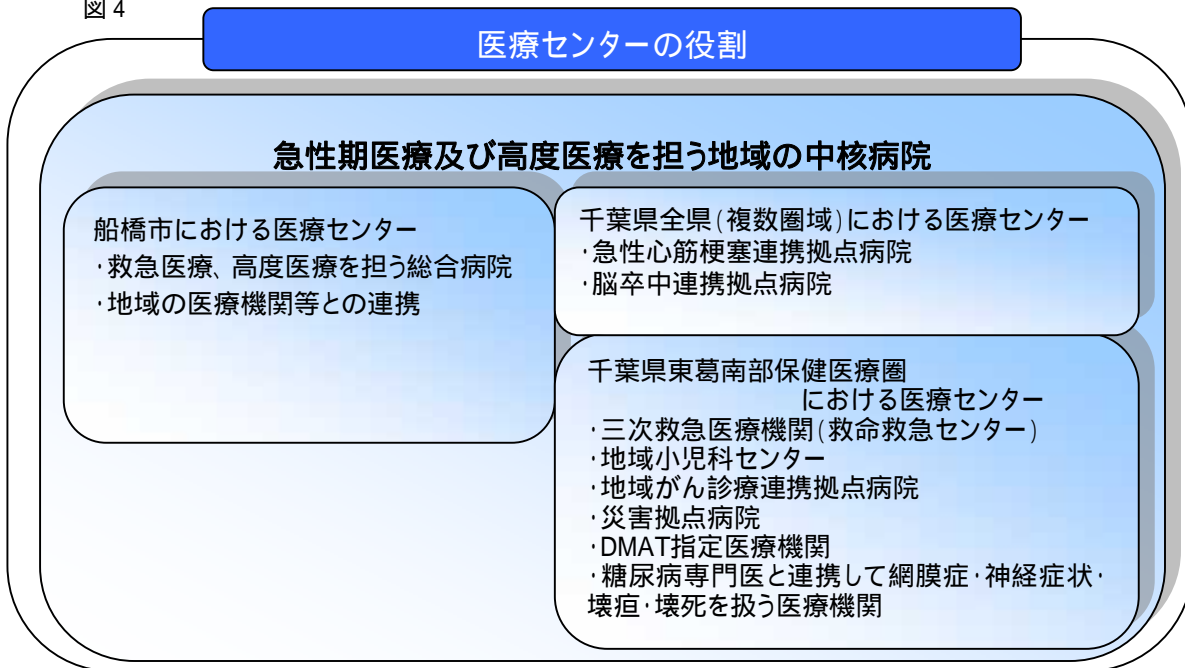 図4
医療センターの役割
急性期医療及び高度医療を担う地域の中核病院
船橋市における医療センター
・救急医療、高度医療を担う総合病院
・地域の医療機関等との連携
千葉県全県(複数圏域)における医療センター
・急性心筋梗塞連携拠点病院
・脳卒中連携拠点病院
千葉県東葛南部保健医療圏
における医療センター
・三次救急医療機関(救命救急センター)
・地域小児科センター
・地域がん診療連携拠点病院
・災害拠点病院
・DMAT指定医療機関
・糖尿病専門医と連携して網膜症・神経症状・
壊疽・壊死を扱う医療機関